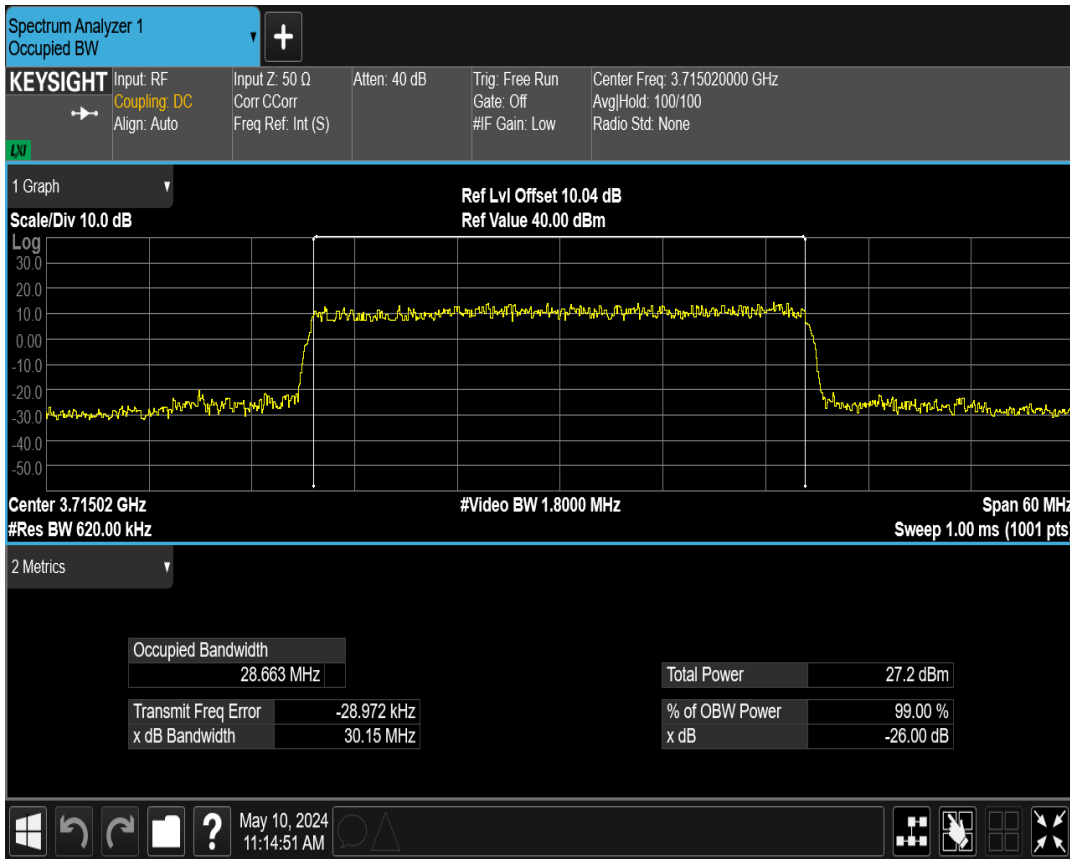 Spectrum Analyzer 1
Occupied BW
+
KEYSIGHT
Input: RF
Coupling: DC
Align: Auto
Input Z: 50 Ω
Corr CCorr
Freq Ref: Int (S)
Atten: 40 dB
Trig: Free Run
Gate: Off
#IF Gain: Low
Center Freq: 3.715020000 GHz
Avg|Hold: 100/100
Radio Std: None
LXI
1 Graph
Ref Lvl Offset 10.04 dB
Scale/Div 10.0 dB
Ref Value 40.00 dBm
Log
30.0
20.0
10.0
0.00
-10.0
-20.0
-30.0
-40.0
-50.0
Center 3.71502 GHz
#Video BW 1.8000 MHz
Span 60 MHz
#Res BW 620.00 kHz
Sweep 1.00 ms (1001 pts)
2 Metrics
Occupied Bandwidth
28.663 MHz
Total Power 27.2 dBm
Transmit Freq Error -28.972 kHz
% of OBW Power 99.00 %
x dB Bandwidth 30.15 MHz
x dB -26.00 dB
?
May 10, 2024
11:14:51 AM